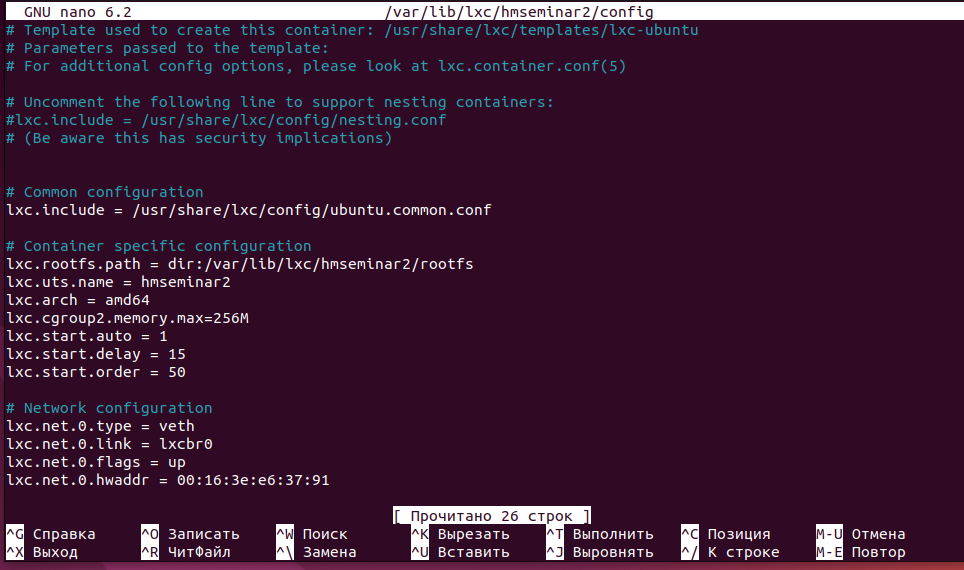 GNU nano 6.2 /var/lib/lxc/hmseminar2/config
# Template used to create this container: /usr/share/lxc/templates/lxc-ubuntu
# Parameters passed to the template:
# For additional config options, please look at lxc.container.conf(5)
# Uncomment the following line to support nesting containers:
#lxc.include = /usr/share/lxc/config/nesting.conf
# (Be aware this has security implications)
# Common configuration
lxc.include = /usr/share/lxc/config/ubuntu.common.conf
# Container specific configuration
lxc.rootfs.path = dir:/var/lib/lxc/hmseminar2/rootfs
lxc.uts.name = hmseminar2
lxc.arch = amd64
lxc.cgroup2.memory.max=256M
lxc.start.auto = 1
lxc.start.delay = 15
lxc.start.order = 50
# Network configuration
lxc.net.0.type = veth
lxc.net.0.link = lxcbr0
lxc.net.0.flags = up
lxc.net.0.hwaddr = 00:16:3e:e6:37:91
[ Прочитано 26 строк ]
^G Справка ^O Записать ^W Поиск ^K Вырезать ^T Выполнить ^C Позиция M-U Отмена
^X Выход ^R ЧитФайл ^\ Замена ^U Вставить ^J Выровнять ^/ К строке M-E Повтор